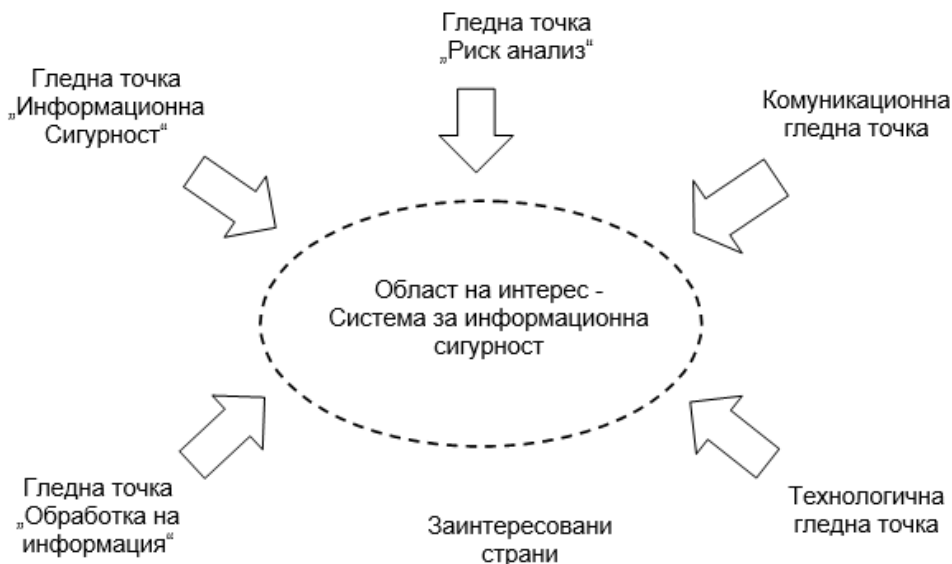 Гледна точка
„Риск анализ“
Гледна точка
„Информационна
Сигурност“
Комуникационна
гледна точка
Област на интерес -
Система за информационна
сигурност
Гледна точка
„Обработка на
информация“
Заинтересовани
страни
Технологична
гледна точка